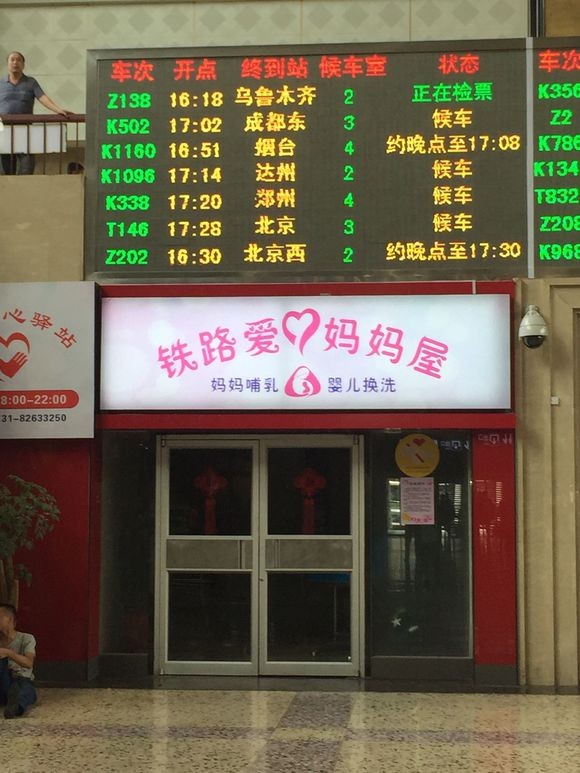 车次 开点 终到站 候车室 状态 车次
Z138 16:18 乌鲁木齐 2 正在检票 K356
K502 17:02 成都东 3 候车 Z2
K1160 16:51 烟台 4 约晚点至17:08 K786
K1096 17:14 达州 2 候车 K134
K338 17:20 郑州 4 候车 T832
T146 17:28 北京 3 候车 Z208
Z202 16:30 北京西 2 约晚点至17:30 K968
心驿站
8:00-22:00
31-82633250
铁路爱妈妈屋
妈妈哺乳 婴儿换洗